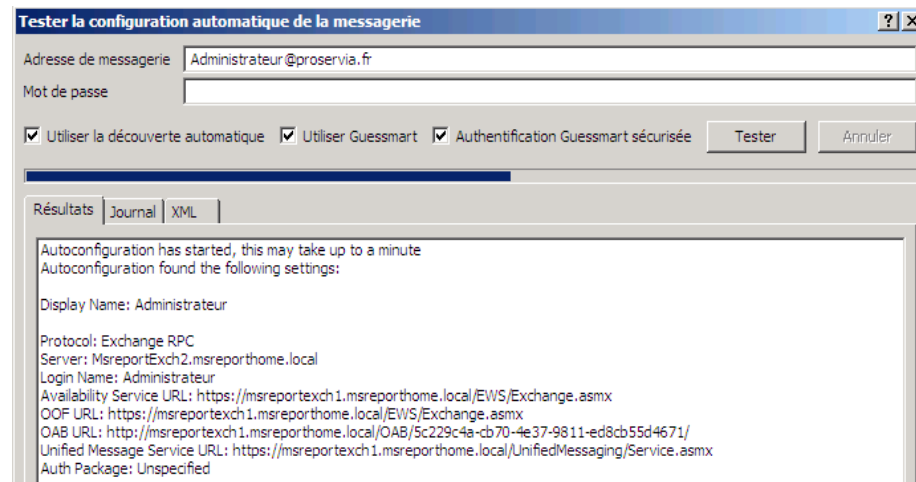 Tester la configuration automatique de la messagerie
Adresse de messagerie Administrateur@proservia.fr
Mot de passe
Utiliser la découverte automatique Utiliser Guessmart Authentification Guessmart sécurisée Tester Annuler
Résultats Journal XML
Autoconfiguration has started, this may take up to a minute
Autoconfiguration found the following settings:
Display Name: Administrateur
Protocol: Exchange RPC
Server: MsreportExch2.msreporthome.local
Login Name: Administrateur
Availability Service URL: https://msreportexch1.msreporthome.local/EWS/Exchange.asmx
OOF URL: https://msreportexch1.msreporthome.local/EWS/Exchange.asmx
OAB URL: http://msreportexch1.msreporthome.local/OAB/5c229c4a-cb70-4e37-9811-ed8cb55d4671/
Unified Message Service URL: https://msreportexch1.msreporthome.local/UnifiedMessaging/Service.asmx
Auth Package: Unspecified